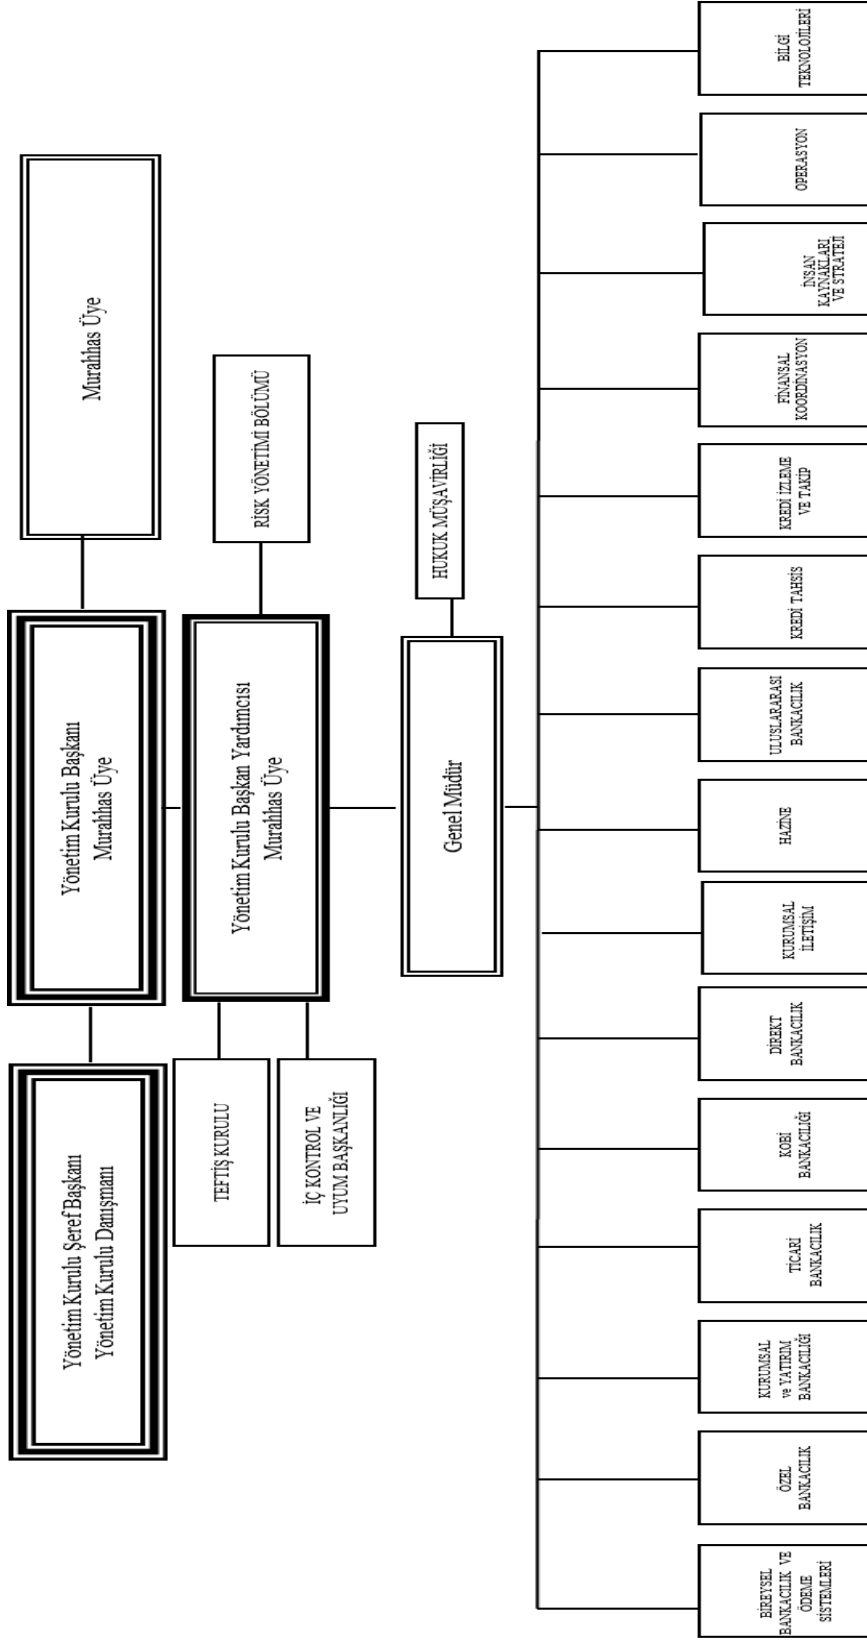 Yönetim Kurulu Şeref Başkanı
Yönetim Kurulu Danışmanı
Yönetim Kurulu Başkanı
Murahhas Üye
Murahhas Üye
TEFTİŞ KURULU
İÇ KONTROL VE
UYUM BAŞKANLIĞI
Yönetim Kurulu Başkan Yardımcısı
Murahhas Üye
RİSK YÖNETİMİ BÖLÜMÜ
Genel Müdür
HUKUK MÜŞAVİRLİĞİ
BİREYSEL
BANKACILIK VE
ÖDEME
SİSTEMLERİ
ÖZEL
BANKACILIK
KURUMSAL
ve YATIRIM
BANKACILIĞI
TİCARİ
BANKACILIK
KOBİ
BANKACILIĞI
DİREKT
BANKACILIK
KURUMSAL
İLETİŞİM
HAZİNE
ULUSLARARASI
BANKACILIK
KREDİ TAHSİS
KREDİ İZLEME
VE TAKİP
FİNANSAL
KOORDİNASYON
İNSAN
KAYNAKLARI
VE STRATEJİ
OPERASYON
BİLGİ
TEKNOLOJİLERİ